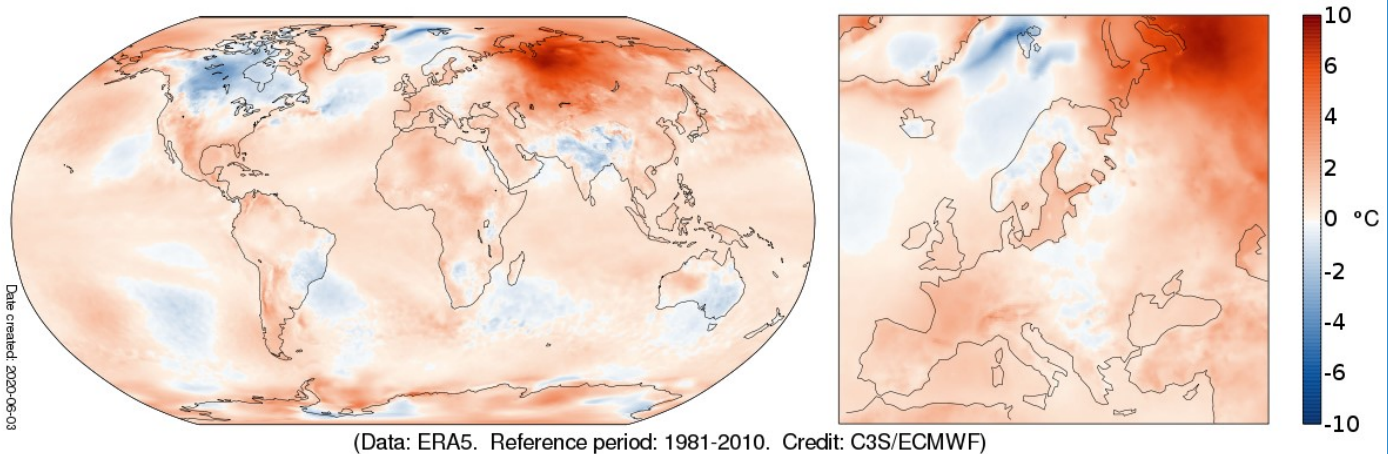 10
6
4
2
0 °C
-2
-4
-6
-10
Date created: 2020-06-03
(Data: ERA5. Reference period: 1981-2010. Credit: C3S/ECMWF)